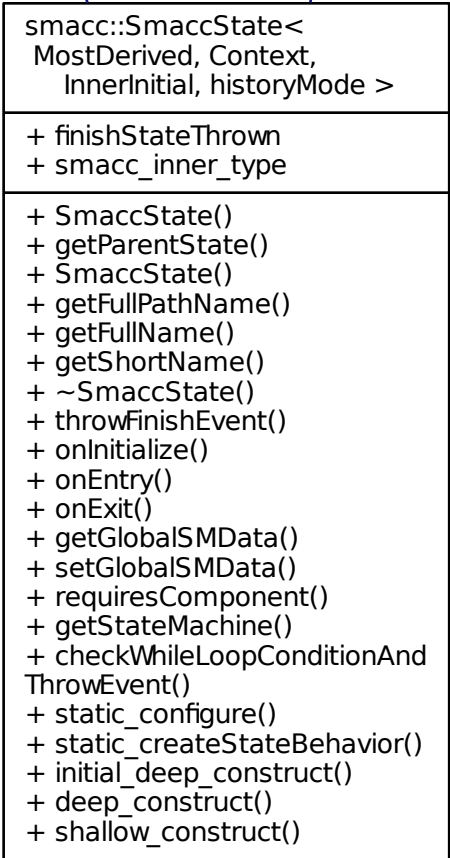 smacc::SmaccState<
MostDerived, Context,
InnerInitial, historyMode >
+ finishStateThrown
+ smacc_inner_type
+ SmaccState()
+ getParentState()
+ SmaccState()
+ getFullPathName()
+ getFullName()
+ getShortName()
+ ~SmaccState()
+ throwFinishEvent()
+ onInitialize()
+ onEntry()
+ onExit()
+ getGlobalSMData()
+ setGlobalSMData()
+ requiresComponent()
+ getStateMachine()
+ checkWhileLoopConditionAnd
ThrowEvent()
+ static_configure()
+ static_createStateBehavior()
+ initial_deep_construct()
+ deep_construct()
+ shallow_construct()